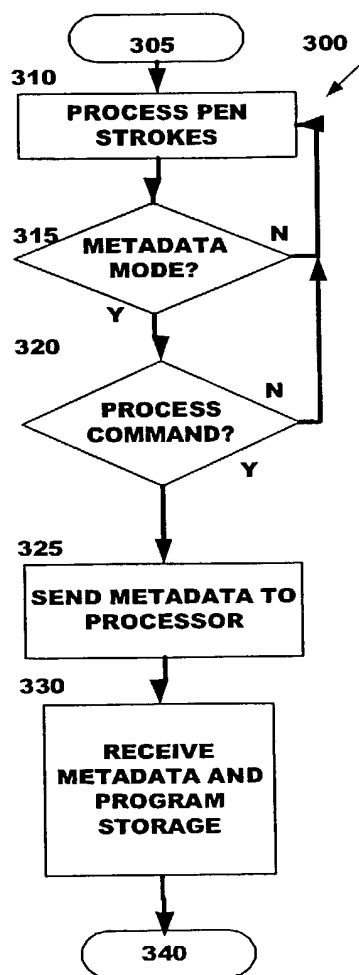 305
300
310
PROCESS PEN
STROKES
315
METADATA
MODE?
N
Y
320
PROCESS
COMMAND?
N
Y
325
SEND METADATA TO
PROCESSOR
330
RECEIVE
METADATA AND
PROGRAM
STORAGE
340